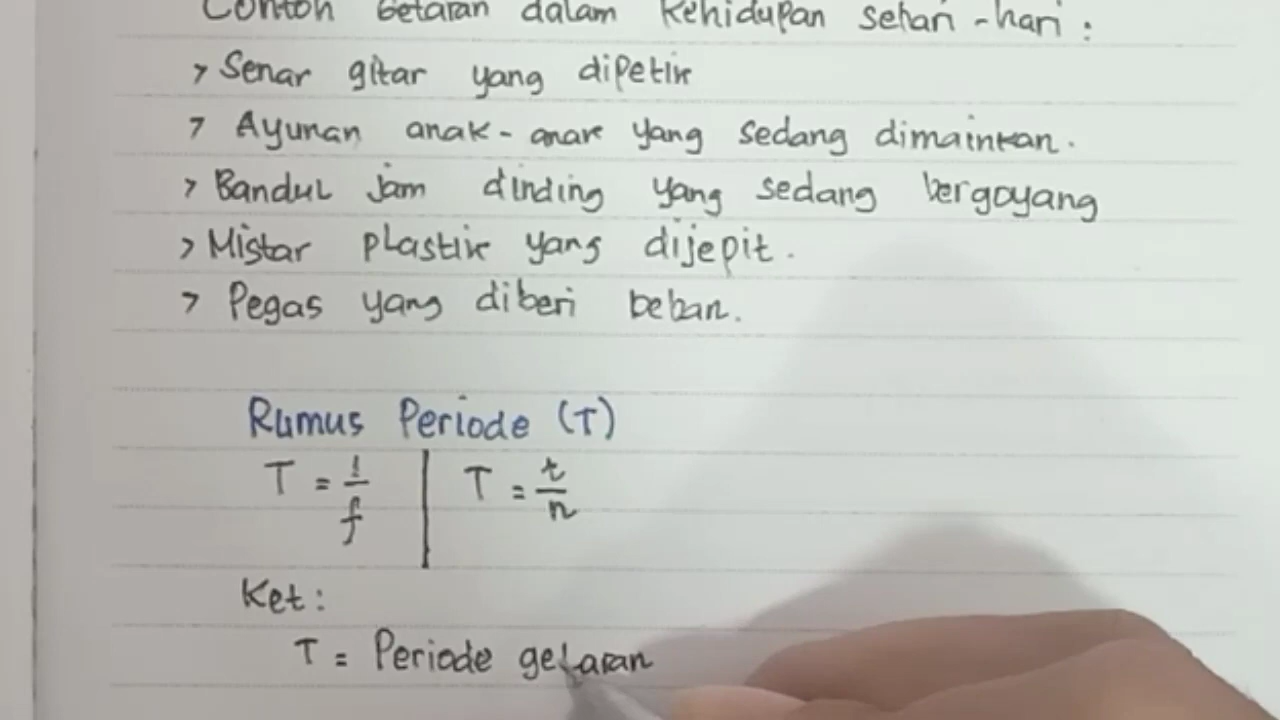 Contoh Getaran dalam Kehidupan sehari-hari :
> Senar gitar yang dipetik
> Ayunan anak-anak yang sedang dimainkan.
> Bandul jam dinding yang sedang bergoyang
> Mistar plastik yang dijepit.
> Pegas yang diberi beban.
Rumus Periode (T)
T = 1/f | T = t/n
Ket :
T = Periode getaran